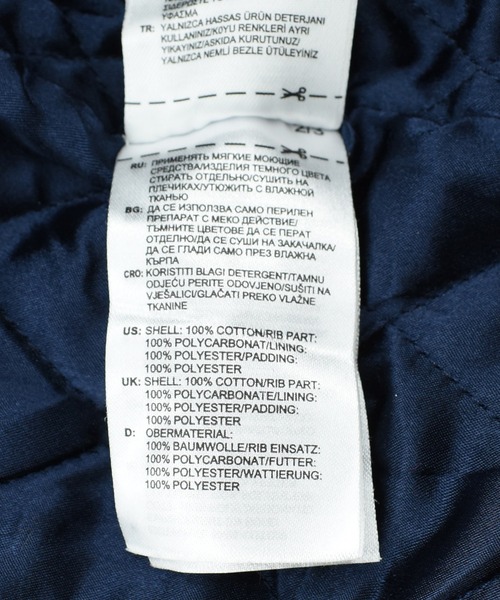 ΥΦΑΣΜΑ
TR: YALNIZCA HASSAS ÜRÜN DETERJANI
KULLANINIZ/KOYU RENKLERİ AYRI
YIKAYINIZ/ASKIDA KURUTUNUZ/
YALNIZCA NEMLİ BEZLE ÜTÜLEYİNİZ
2/3
RU: ПРИМЕНЯТЬ МЯГКИЕ МОЮЩИЕ
СРЕДСТВА/ИЗДЕЛИЯ ТЕМНОГО ЦВЕТА
СТИРАТЬ ОТДЕЛЬНО/СУШИТЬ НА
ПЛЕЧИКАХ/УТЮЖИТЬ С ВЛАЖНОЙ
ТКАНЬЮ
BG: ДА СЕ ИЗПОЛЗВА САМО ПЕРИЛЕН
ПРЕПАРАТ С МЕКО ДЕЙСТВИЕ/
ТЪМНИТЕ ЦВЕТОВЕ ДА СЕ ПЕРАТ
ОТДЕЛНО/ДА СЕ СУШИ НА ЗАКАЧАЛКА/
ДА СЕ ГЛАДИ САМО ПРЕЗ ВЛАЖНА
КЪРПА
CRO: KORISTITI BLAGI DETERGENT/TAMNU
ODJEĆU PERITE ODVOJENO/SUŠITI NA
VJEŠALICI/GLAČATI PREKO VLAŽNE
TKANINE
US: SHELL: 100% COTTON/RIB PART:
100% POLYCARBONAT/LINING:
100% POLYESTER/PADDING:
100% POLYESTER
UK: SHELL: 100% COTTON/RIB PART:
100% POLYCARBONAT/LINING:
100% POLYESTER/PADDING:
100% POLYESTER
D: OBERMATERIAL:
100% BAUMWOLLE/RIB EINSATZ:
100% POLYCARBONAT/FUTTER:
100% POLYESTER/WATTIERUNG:
100% POLYESTER